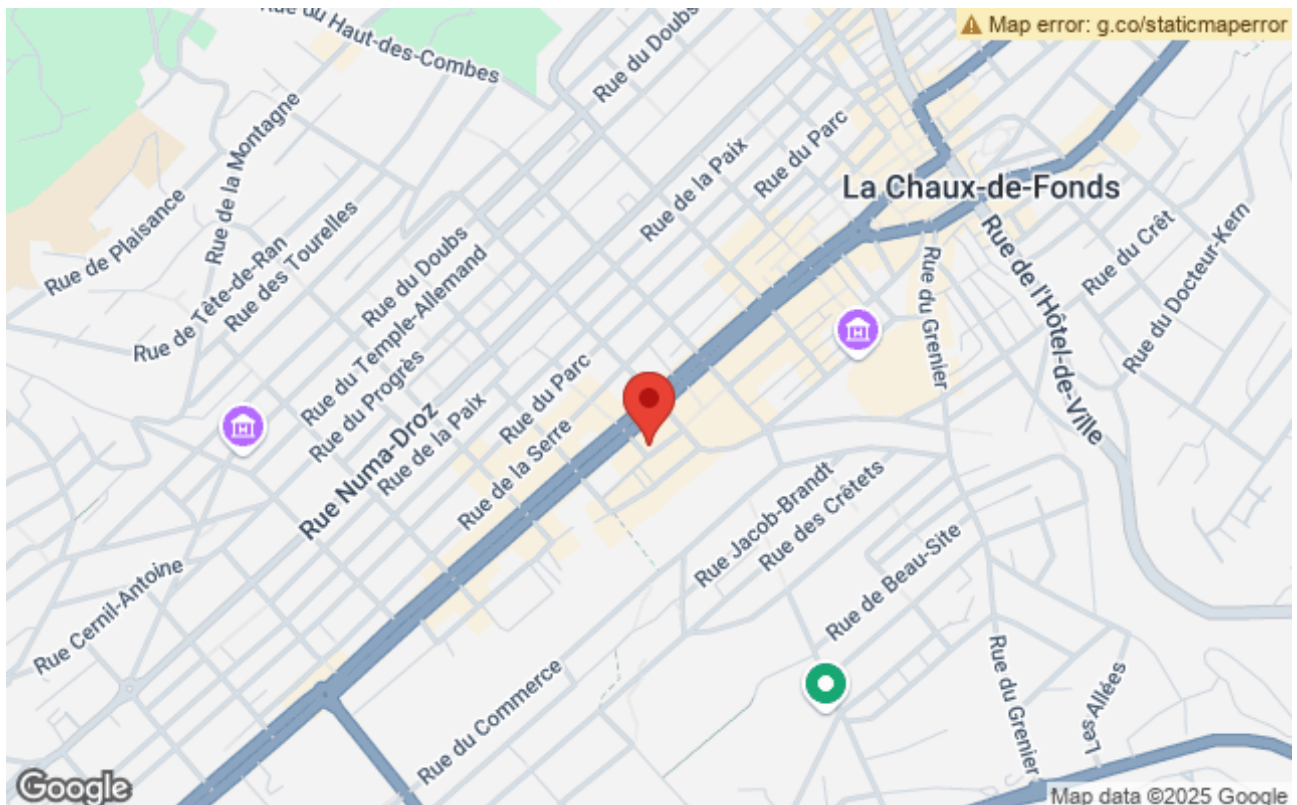 Rue du Haut-des-Combes
Map error: g.co/staticmaperror
Rue du Doubs
Rue de la Montagne
Rue du Parc
Rue de la Paix
La Chaux-de-Fonds
Rue de Plaisance
Rue de Tête-de-Ran
Rue des Tourelles
Rue du Doubs
Rue du Temple-Allemand
Rue du Progrès
Rue de l'Hôtel-de-Ville
Rue du Crêt
Rue du Docteur-Kern
Rue du Grenier
H
H
Rue du Parc
Rue de la Paix
Rue de la Serre
Rue Numa-Droz
Rue Jacob-Brandt
Rue des Crêtets
Rue de Beau-Site
Rue Cernil-Antoine
Rue du Commerce
Rue du Grenier
Les Allées
Google
Map data ©2025 Google